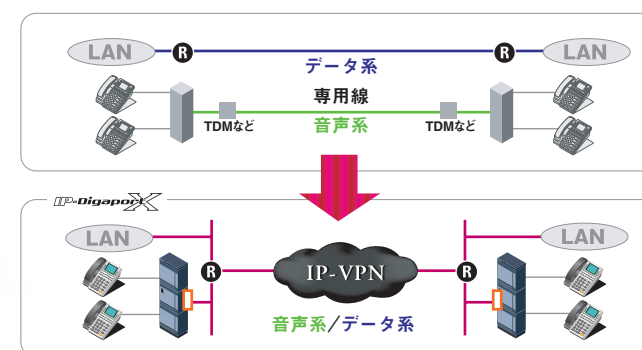 LAN R R LAN
データ系
専用線
TDMなど 音声系 TDMなど
IP-Digaport X
LAN LAN
R IP-VPN R
音声系/データ系